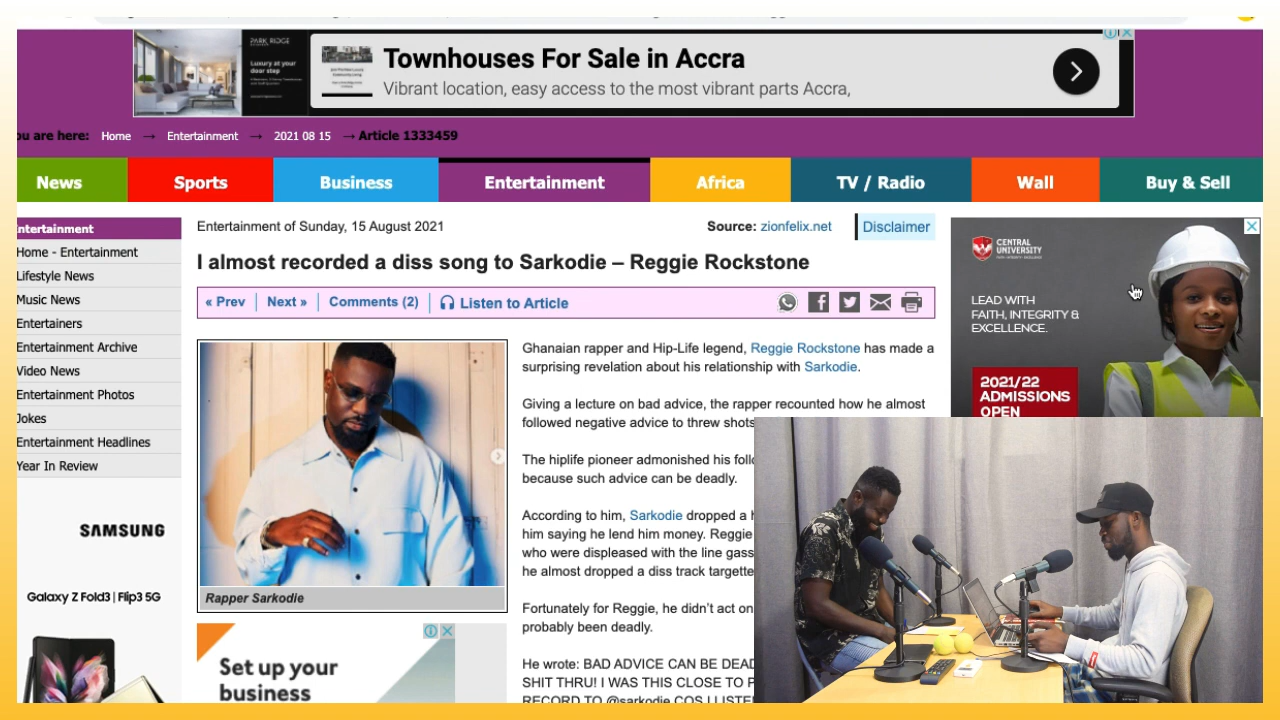 PARK RIDGE
Luxury at your
door step
Townhouses For Sale in Accra
Vibrant location, easy access to the most vibrant parts Accra,
ou are here: Home → Entertainment → 2021 08 15 → Article 1333459
News Sports Business Entertainment Africa TV / Radio Wall Buy & Sell
ntertainment
Home - Entertainment
Lifestyle News
Music News
Entertainers
Entertainment Archive
Video News
Entertainment Photos
Jokes
Entertainment Headlines
Year In Review
SAMSUNG
Galaxy Z Fold3 | Flip3 5G
Entertainment of Sunday, 15 August 2021
Source: zionfelix.net
Disclaimer
I almost recorded a diss song to Sarkodie – Reggie Rockstone
« Prev Next » Comments (2) Listen to Article
Rapper Sarkodie
Set up your
business
Ghanaian rapper and Hip-Life legend, Reggie Rockstone has made a
surprising revelation about his relationship with Sarkodie.
Giving a lecture on bad advice, the rapper recounted how he almost
followed negative advice to threw shots
The hiplife pioneer admonished his foll
because such advice can be deadly.
According to him, Sarkodie dropped a h
him saying he lend him money. Reggie
who were displeased with the line gass
he almost dropped a diss track targette
Fortunately for Reggie, he didn't act on
probably been deadly.
He wrote: BAD ADVICE CAN BE DEAD
SHIT THRU! I WAS THIS CLOSE TO P
RECORD TO @sarkodie COS I LISTE
CENTRAL
UNIVERSITY
LEAD WITH
FAITH, INTEGRITY &
EXCELLENCE.
2021/22
ADMISSIONS
OPEN